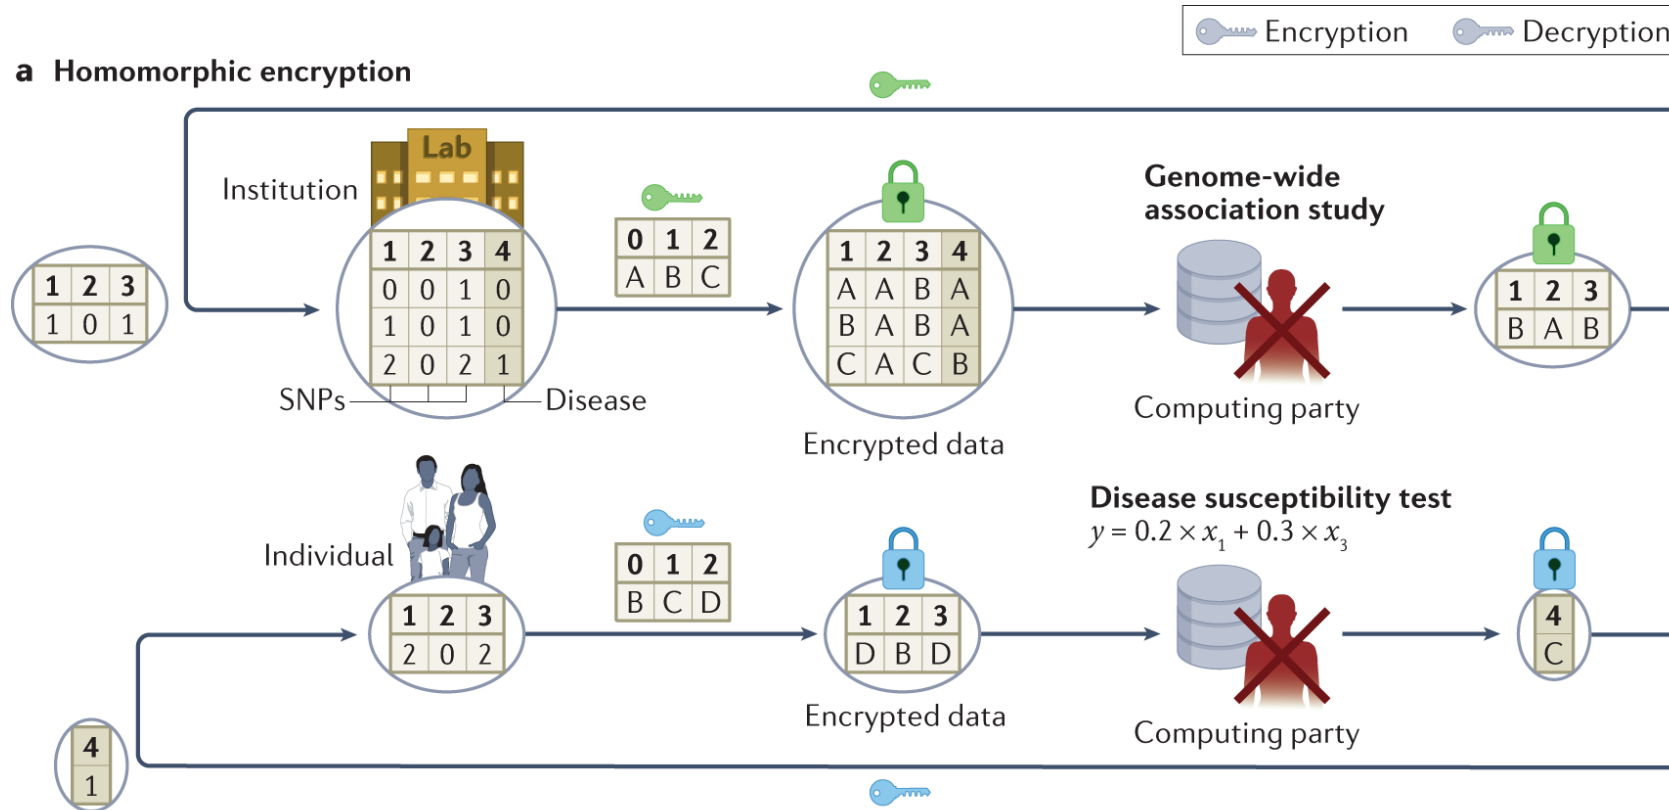 Encryption Decryption
a Homomorphic encryption
Lab
Institution
Genome-wide
association study
1 2 3
1 0 1
1 2 3 4
0 0 1 0
1 0 1 0
2 0 2 1
SNPs
Disease
0 1 2
A B C
1 2 3 4
A A B A
B A B A
C A C B
Encrypted data
Computing party
1 2 3
B A B
Individual
1 2 3
2 0 2
0 1 2
B C D
1 2 3
D B D
Encrypted data
Disease susceptibility test
y = 0.2 × x₁ + 0.3 × x₃
Computing party
4
C
4
1